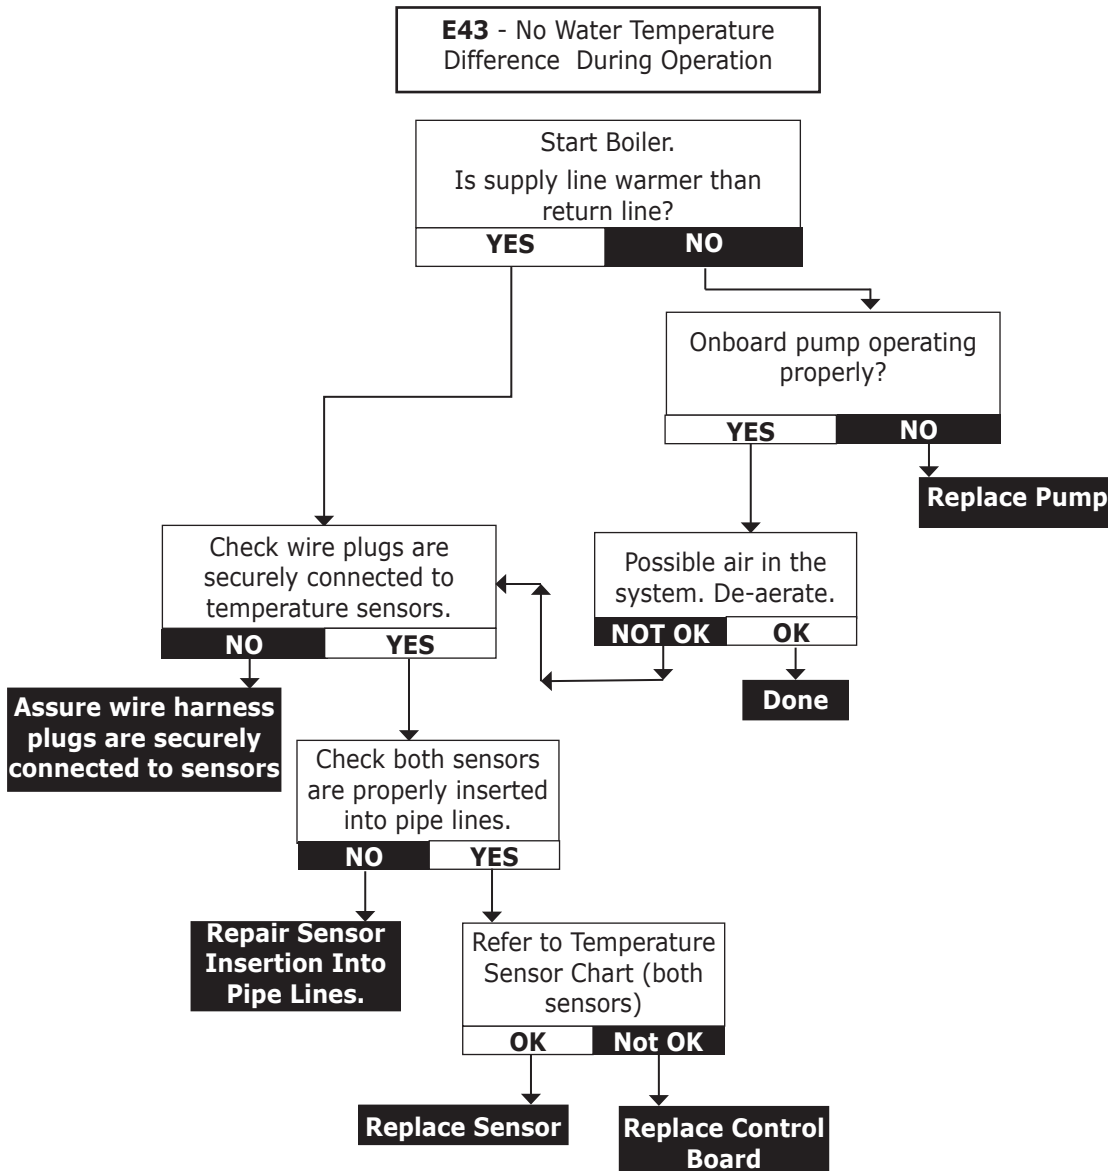 E43 - No Water Temperature
Difference During Operation
Start Boiler.
Is supply line warmer than
return line?
YES
NO
Onboard pump operating
properly?
YES
NO
Replace Pump
Check wire plugs are
securely connected to
temperature sensors.
NO
YES
Possible air in the
system. De-aerate.
NOT OK
OK
Done
Assure wire harness
plugs are securely
connected to sensors
Check both sensors
are properly inserted
into pipe lines.
NO
YES
Repair Sensor
Insertion Into
Pipe Lines.
Refer to Temperature
Sensor Chart (both
sensors)
OK
Not OK
Replace Sensor
Replace Control
Board